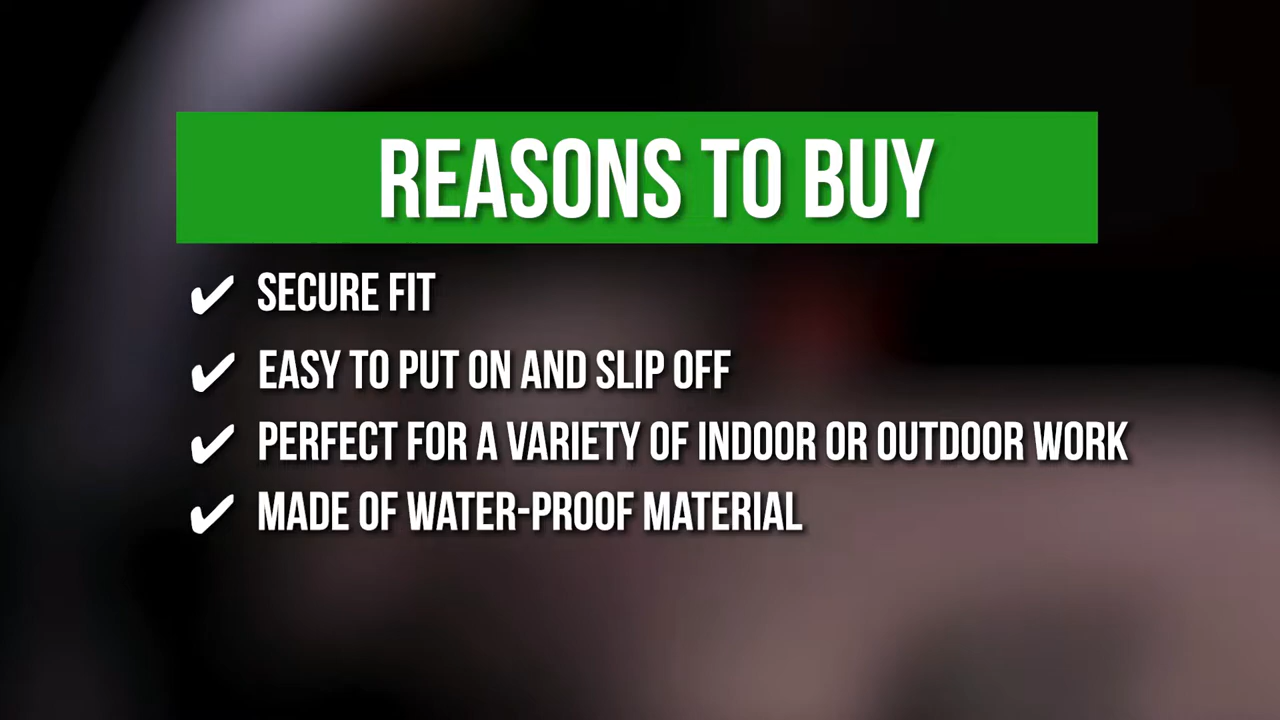 REASONS TO BUY
✔ SECURE FIT
✔ EASY TO PUT ON AND SLIP OFF
✔ PERFECT FOR A VARIETY OF INDOOR OR OUTDOOR WORK
✔ MADE OF WATER-PROOF MATERIAL